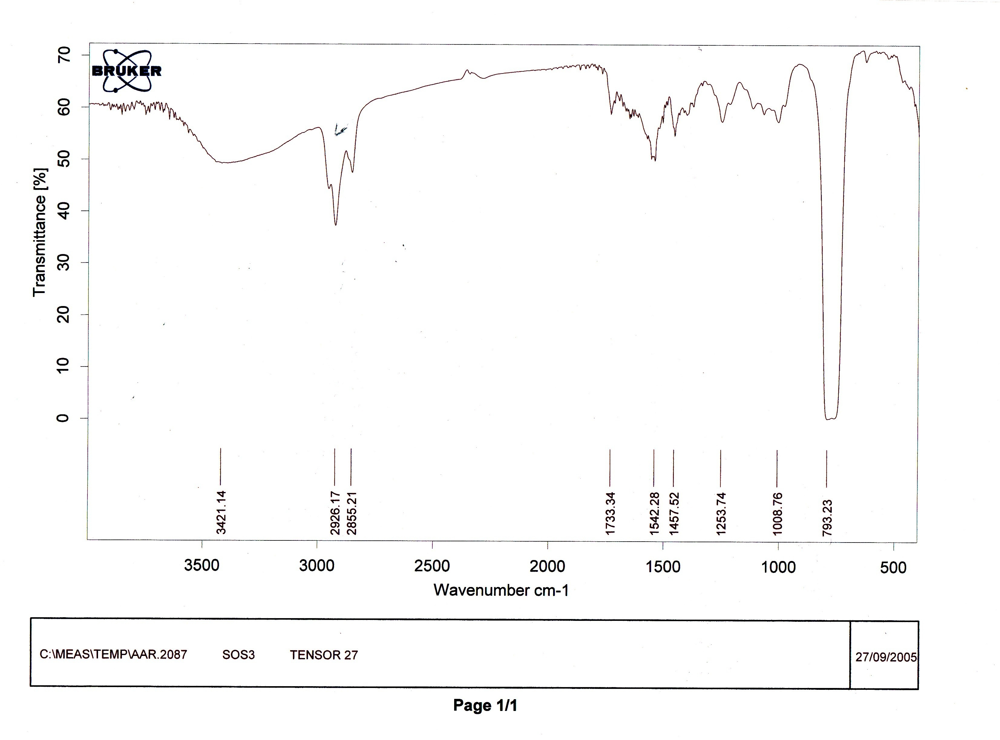 BRUKER
Transmittance [%]
70
60
50
40
30
20
10
0
3421.14
2926.17
2855.21
1733.34
1542.28
1457.52
1253.74
1008.76
793.23
3500 3000 2500 2000 1500 1000 500
Wavenumber cm-1
C:\MEAS\TEMP\AAR.2087 SOS3 TENSOR 27 27/09/2005
Page 1/1